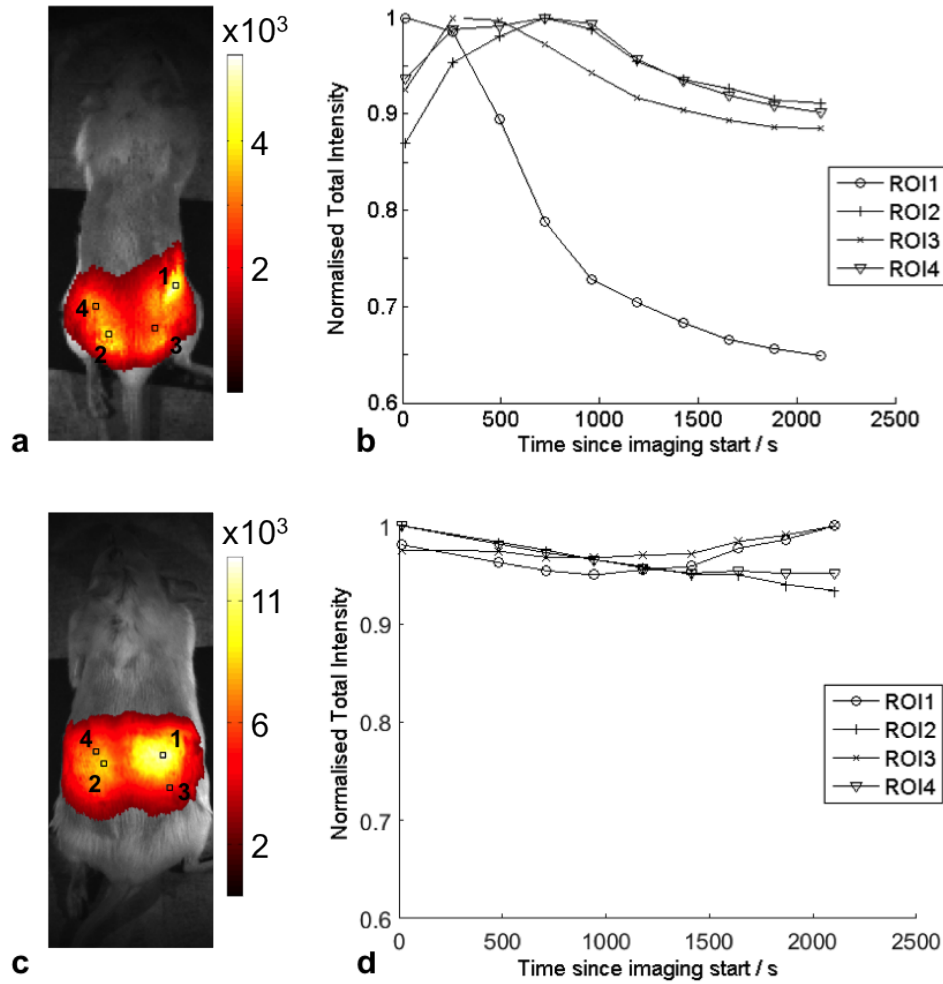 x10³
4
2
1
4
2
3
a
Normalised Total Intensity
1
0.9
0.8
0.7
0.6
0
500
1000
1500
2000
2500
Time since imaging start / s
ROI1
ROI2
ROI3
ROI4
b
x10³
11
6
2
4
1
2
3
c
Normalised Total Intensity
1
0.9
0.8
0.7
0.6
0
500
1000
1500
2000
2500
Time since imaging start / s
ROI1
ROI2
ROI3
ROI4
d